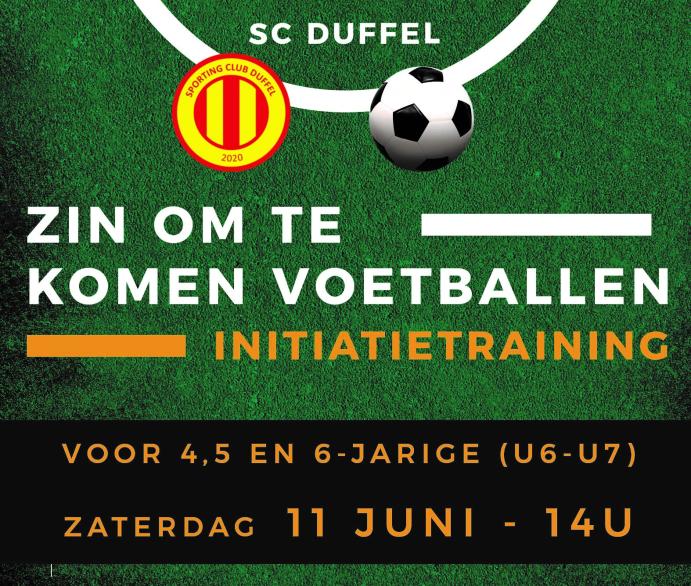 SC DUFFEL
SPORTING CLUB DUFFEL
2020
ZIN OM TE
KOMEN VOETBALLEN
INITIATIETRAINING
VOOR 4,5 EN 6-JARIGE (U6-U7)
ZATERDAG 11 JUNI - 14U